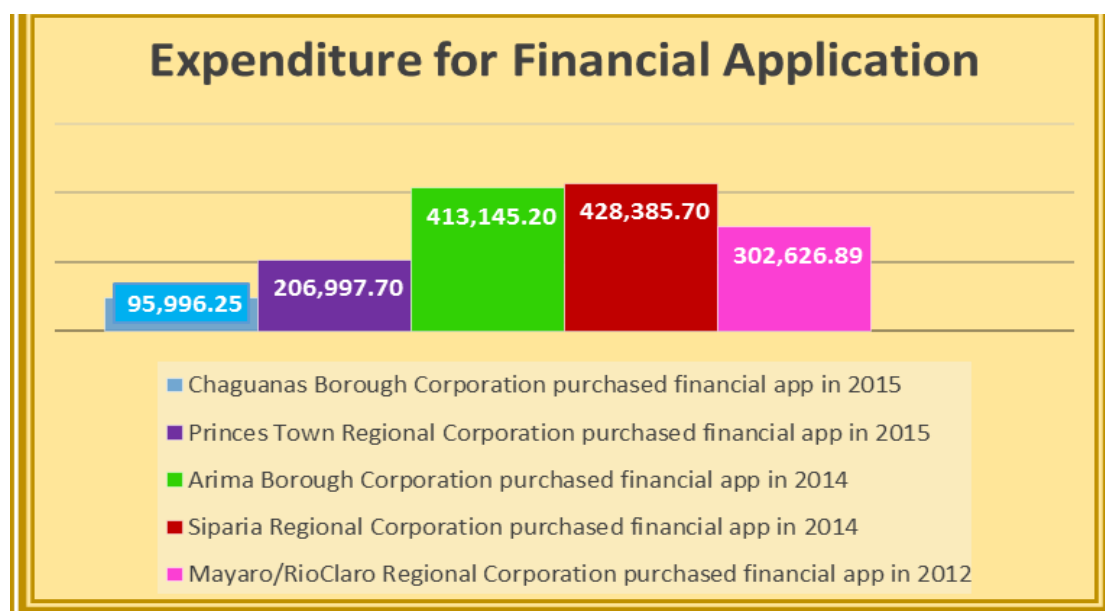 Expenditure for Financial Application
95,996.25
206,997.70
413,145.20
428,385.70
302,626.89
Chaguanas Borough Corporation purchased financial app in 2015
Princes Town Regional Corporation purchased financial app in 2015
Arima Borough Corporation purchased financial app in 2014
Siparia Regional Corporation purchased financial app in 2014
Mayaro/RioClaro Regional Corporation purchased financial app in 2012